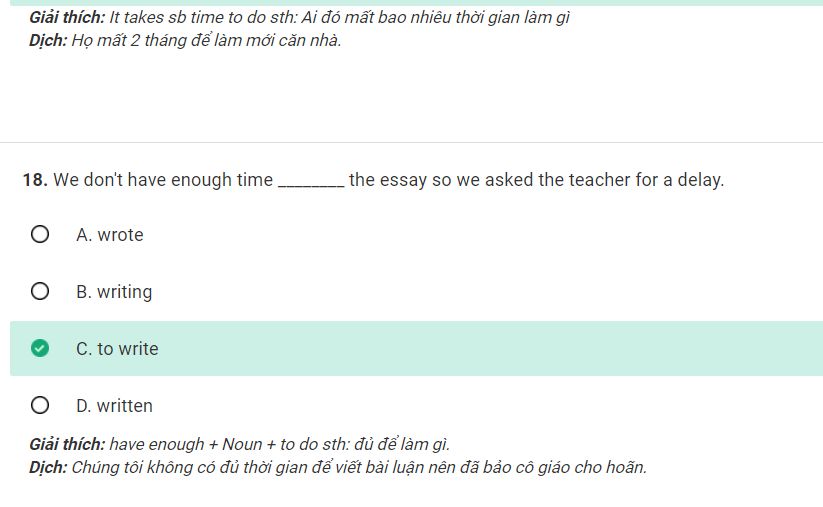 Giải thích: It takes sb time to do sth: Ai đó mất bao nhiêu thời gian làm gì
Dịch: Họ mất 2 tháng để làm mới căn nhà.
18. We don't have enough time ________ the essay so we asked the teacher for a delay.
A. wrote
B. writing
C. to write
D. written
Giải thích: have enough + Noun + to do sth: đủ để làm gì.
Dịch: Chúng tôi không có đủ thời gian để viết bài luận nên đã bảo cô giáo cho hoãn.